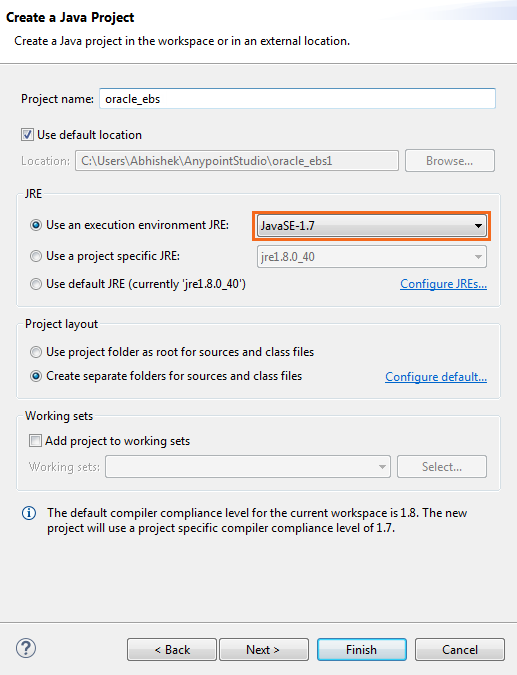 Create a Java Project
Create a Java project in the workspace or in an external location.
Project name: oracle_ebs
Use default location
Location: C:\Users\Abhishek\AnypointStudio\oracle_ebs1 Browse...
JRE
Use an execution environment JRE: JavaSE-1.7
Use a project specific JRE: jre1.8.0_40
Use default JRE (currently 'jre1.8.0_40') Configure JREs...
Project layout
Use project folder as root for sources and class files
Create separate folders for sources and class files Configure default...
Working sets
Add project to working sets
Working sets: Select...
The default compiler compliance level for the current workspace is 1.8. The new
project will use a project specific compiler compliance level of 1.7.
? < Back Next > Finish Cancel